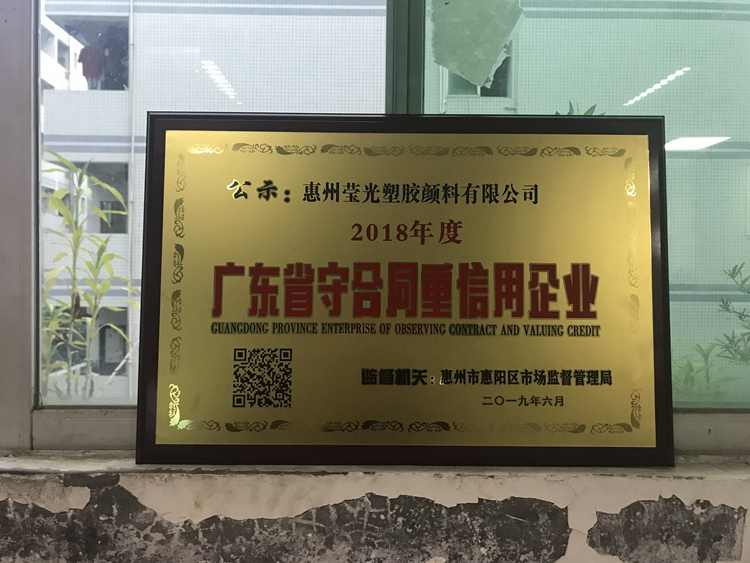 公示：惠州莹光塑胶颜料有限公司
2018年度
广东省守合同重信用企业
GUANGDONG PROVINCE ENTERPRISE OF OBSERVING CONTRACT AND VALUING CREDIT
监督机关：惠州市惠阳区市场监督管理局
二〇一九年六月